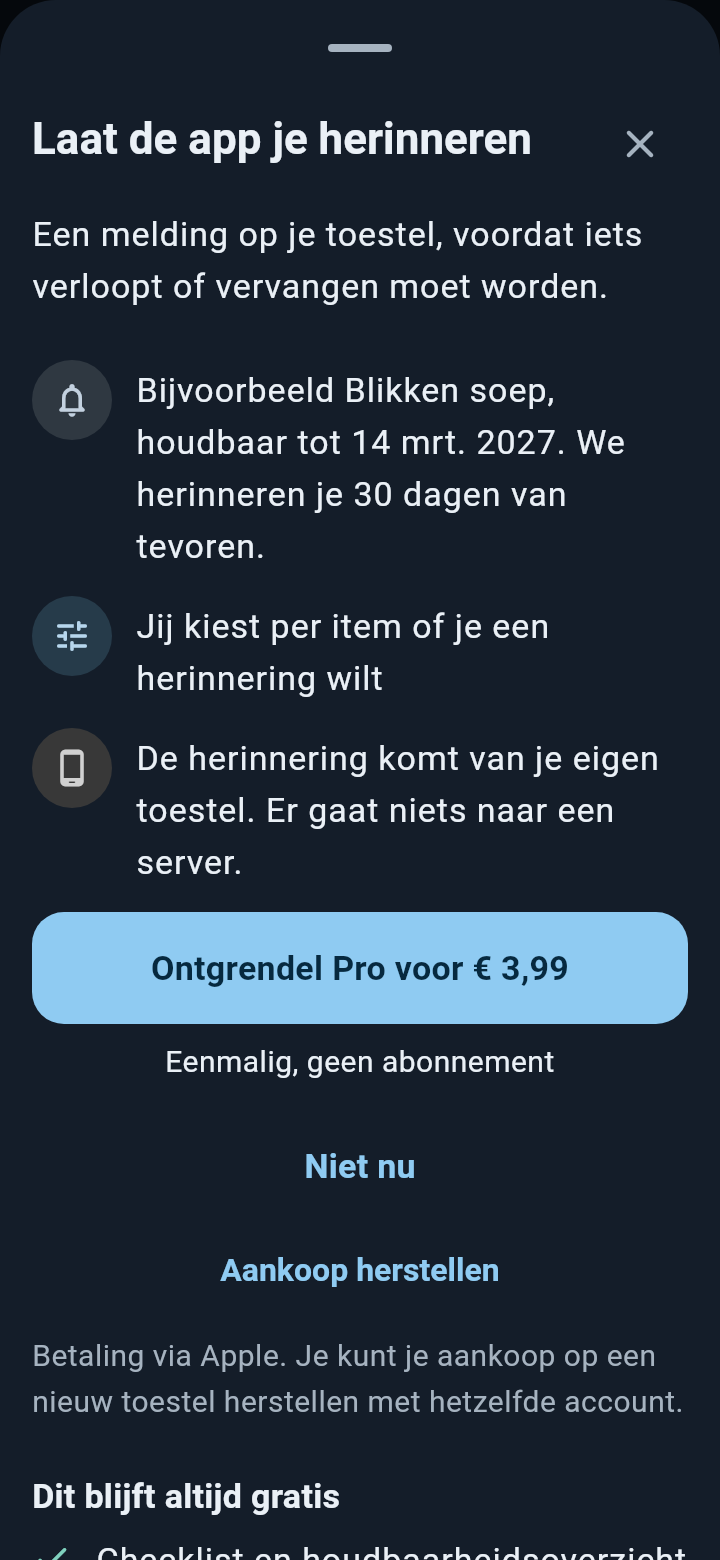 Laat de app je herinneren
Een melding op je toestel, voordat iets
verloopt of vervangen moet worden.
Bijvoorbeeld Blikken soep,
houdbaar tot 14 mrt. 2027. We
herinneren je 30 dagen van
tevoren.
Jij kiest per item of je een
herinnering wilt
De herinnering komt van je eigen
toestel. Er gaat niets naar een
server.
Ontgrendel Pro voor € 3,99
Eenmalig, geen abonnement
Niet nu
Aankoop herstellen
Betaling via Apple. Je kunt je aankoop op een
nieuw toestel herstellen met hetzelfde account.
Dit blijft altijd gratis
Checklist en houdbaarheidsoverzicht